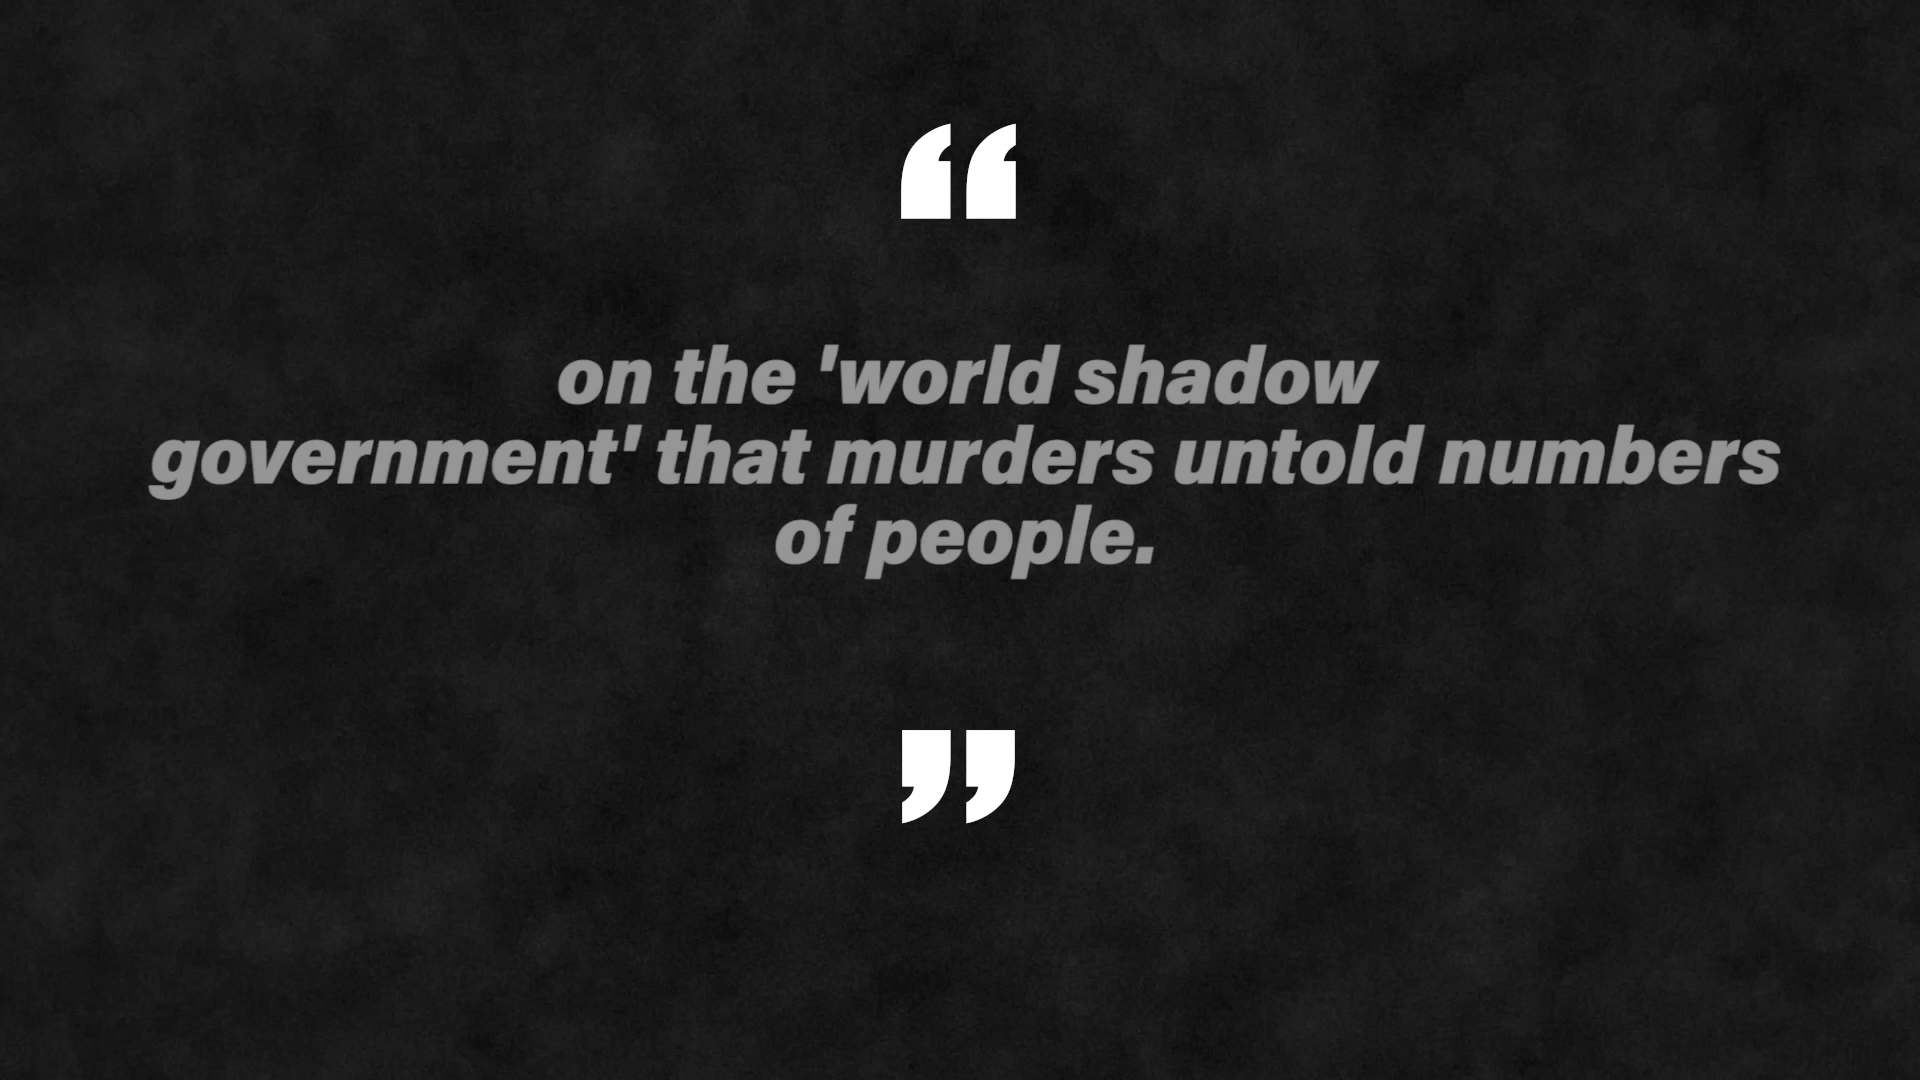 “
on the 'world shadow
government' that murders untold numbers
of people.
”